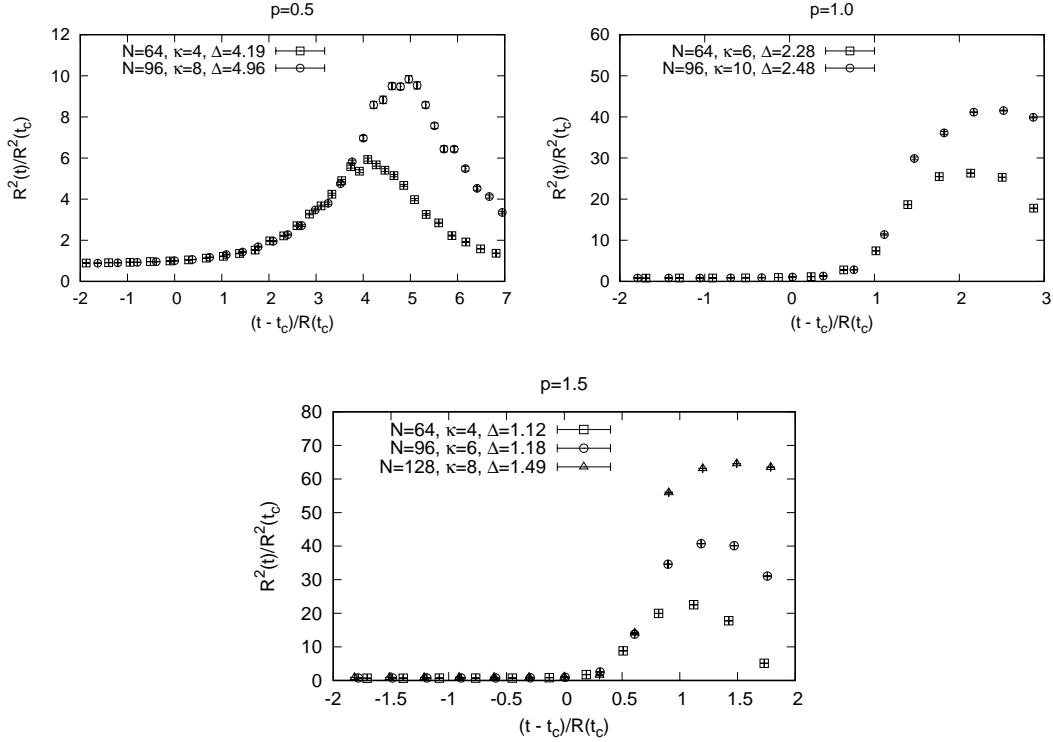 p=0.5
N=64, κ=4, Δ=4.19
N=96, κ=8, Δ=4.96
R²(t)/R²(t_c)
0
2
4
6
8
10
12
-2 -1 0 1 2 3 4 5 6 7
(t - t_c)/R(t_c)
p=1.0
N=64, κ=6, Δ=2.28
N=96, κ=10, Δ=2.48
R²(t)/R²(t_c)
0
10
20
30
40
50
60
-2 -1 0 1 2 3
(t - t_c)/R(t_c)
p=1.5
N=64, κ=4, Δ=1.12
N=96, κ=6, Δ=1.18
N=128, κ=8, Δ=1.49
R²(t)/R²(t_c)
0
10
20
30
40
50
60
70
80
-2 -1.5 -1 -0.5 0 0.5 1 1.5 2
(t - t_c)/R(t_c)